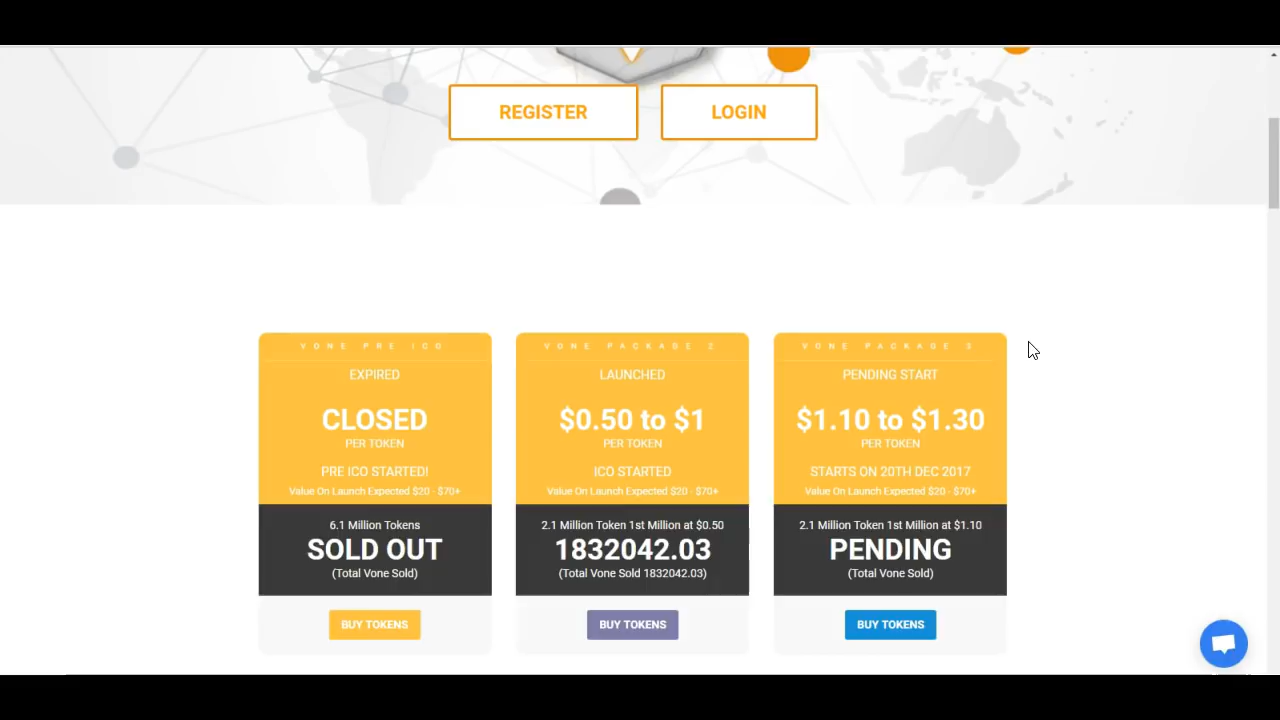 REGISTER
LOGIN
VONE PRE ICO
EXPIRED
CLOSED
PER TOKEN
PRE ICO STARTED!
Value On Launch Expected $20 - $70+
6.1 Million Tokens
SOLD OUT
(Total Vone Sold)
BUY TOKENS
VONE PACKAGE 2
LAUNCHED
$0.50 to $1
PER TOKEN
ICO STARTED
Value On Launch Expected $20 - $70+
2.1 Million Token 1st Million at $0.50
1832042.03
(Total Vone Sold 1832042.03)
BUY TOKENS
VONE PACKAGE 3
PENDING START
$1.10 to $1.30
PER TOKEN
STARTS ON 20TH DEC 2017
Value On Launch Expected $20 - $70+
2.1 Million Token 1st Million at $1.10
PENDING
(Total Vone Sold)
BUY TOKENS